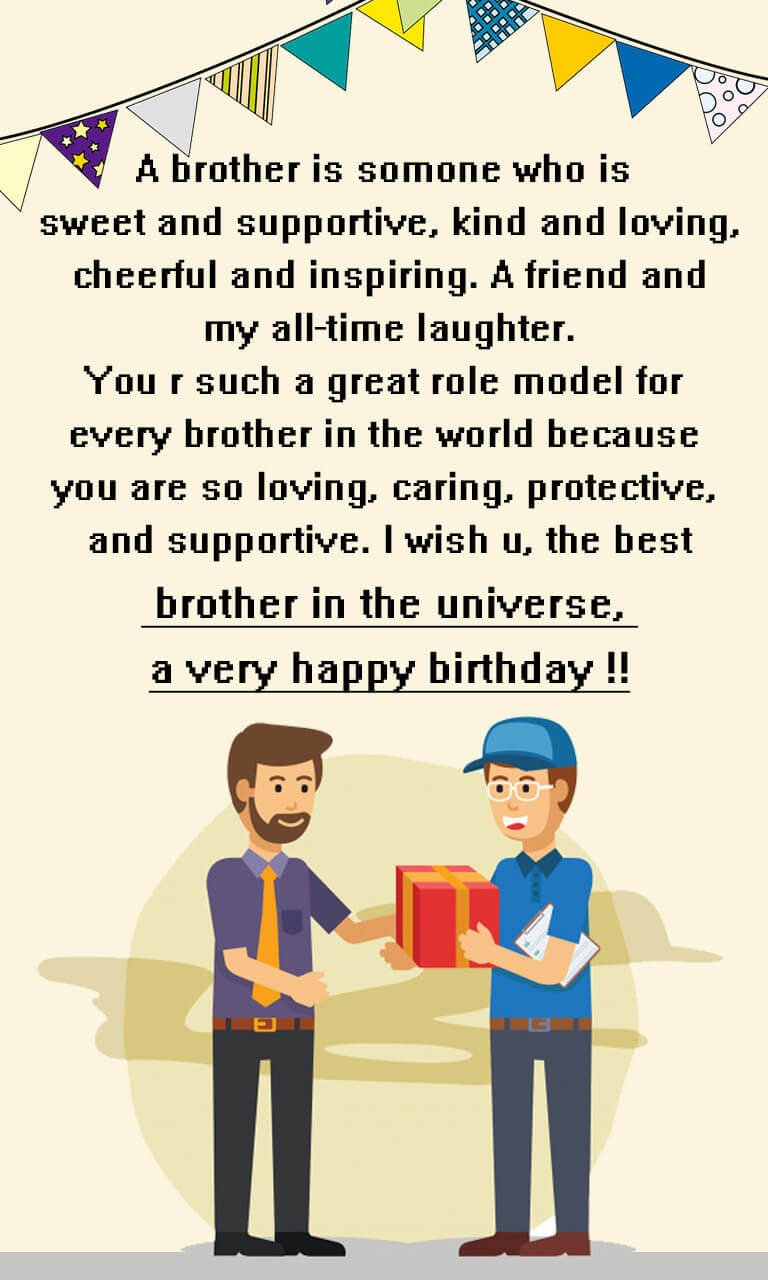 A brother is somone who is
sweet and supportive, kind and loving,
cheerful and inspiring. A friend and
my all-time laughter.
You r such a great role model for
every brother in the world because
you are so loving, caring, protective,
and supportive. I wish u, the best
brother in the universe,
a very happy birthday !!